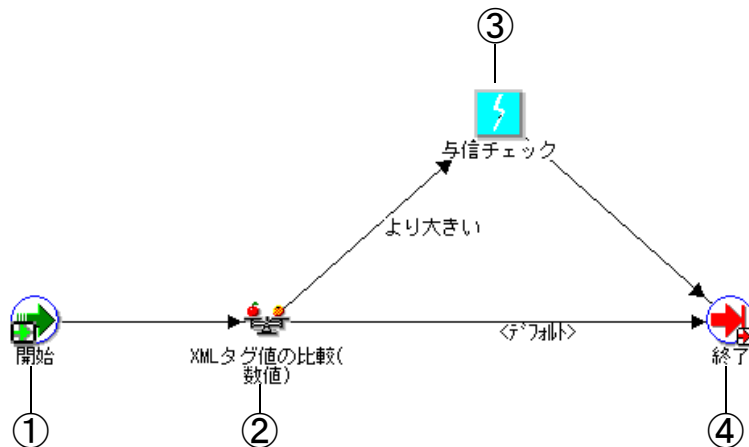 ③
与信チェック
より大きい
<デフォルト>
開始
XMLタグ値の比較(
数値)
終了
①
②
④